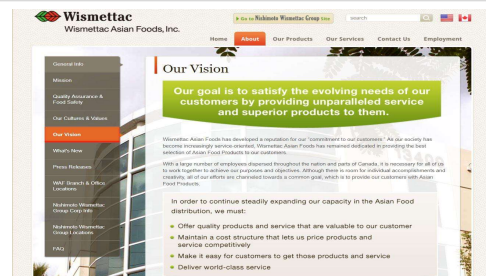 Wismettac
Wismettac Asian Foods, Inc.
Go to Nishimoto Wismettac Group Site
search
Home About Our Products Our Services Contact Us Employment
General Info
Mission
Quality Assurance &
Food Safety
Our Cultures & Values
Our Vision
What's New
Press Releases
WAF Branch & Office
Locations
Nishimoto Wismettac
Group Corp Info
Nishimoto Wismettac
Group Locations
FAQ
Our Vision
Our goal is to satisfy the evolving needs of our
customers by providing unparalleled service
and superior products to them.
Wismettac Asian Foods has developed a reputation for our "commitment to our customers." As our society has
become increasingly service-oriented, Wismettac Asian Foods has remained dedicated in providing the best
selection of Asian Food Products to our customers.
With a large number of employees dispersed throughout the nation and parts of Canada, it is necessary for all of us
to work together to achieve our purposes and objectives. Although there is room for individual accomplishments and
creativity, all of our efforts are channeled towards a common goal, which is to provide our customers with Asian
Food Products.
In order to continue steadily expanding our capacity in the Asian Food
distribution, we must:
Offer quality products and service that are valuable to our customer
Maintain a cost structure that lets us price products and
service competitively
Make it easy for customers to get those products and service
Deliver world-class service